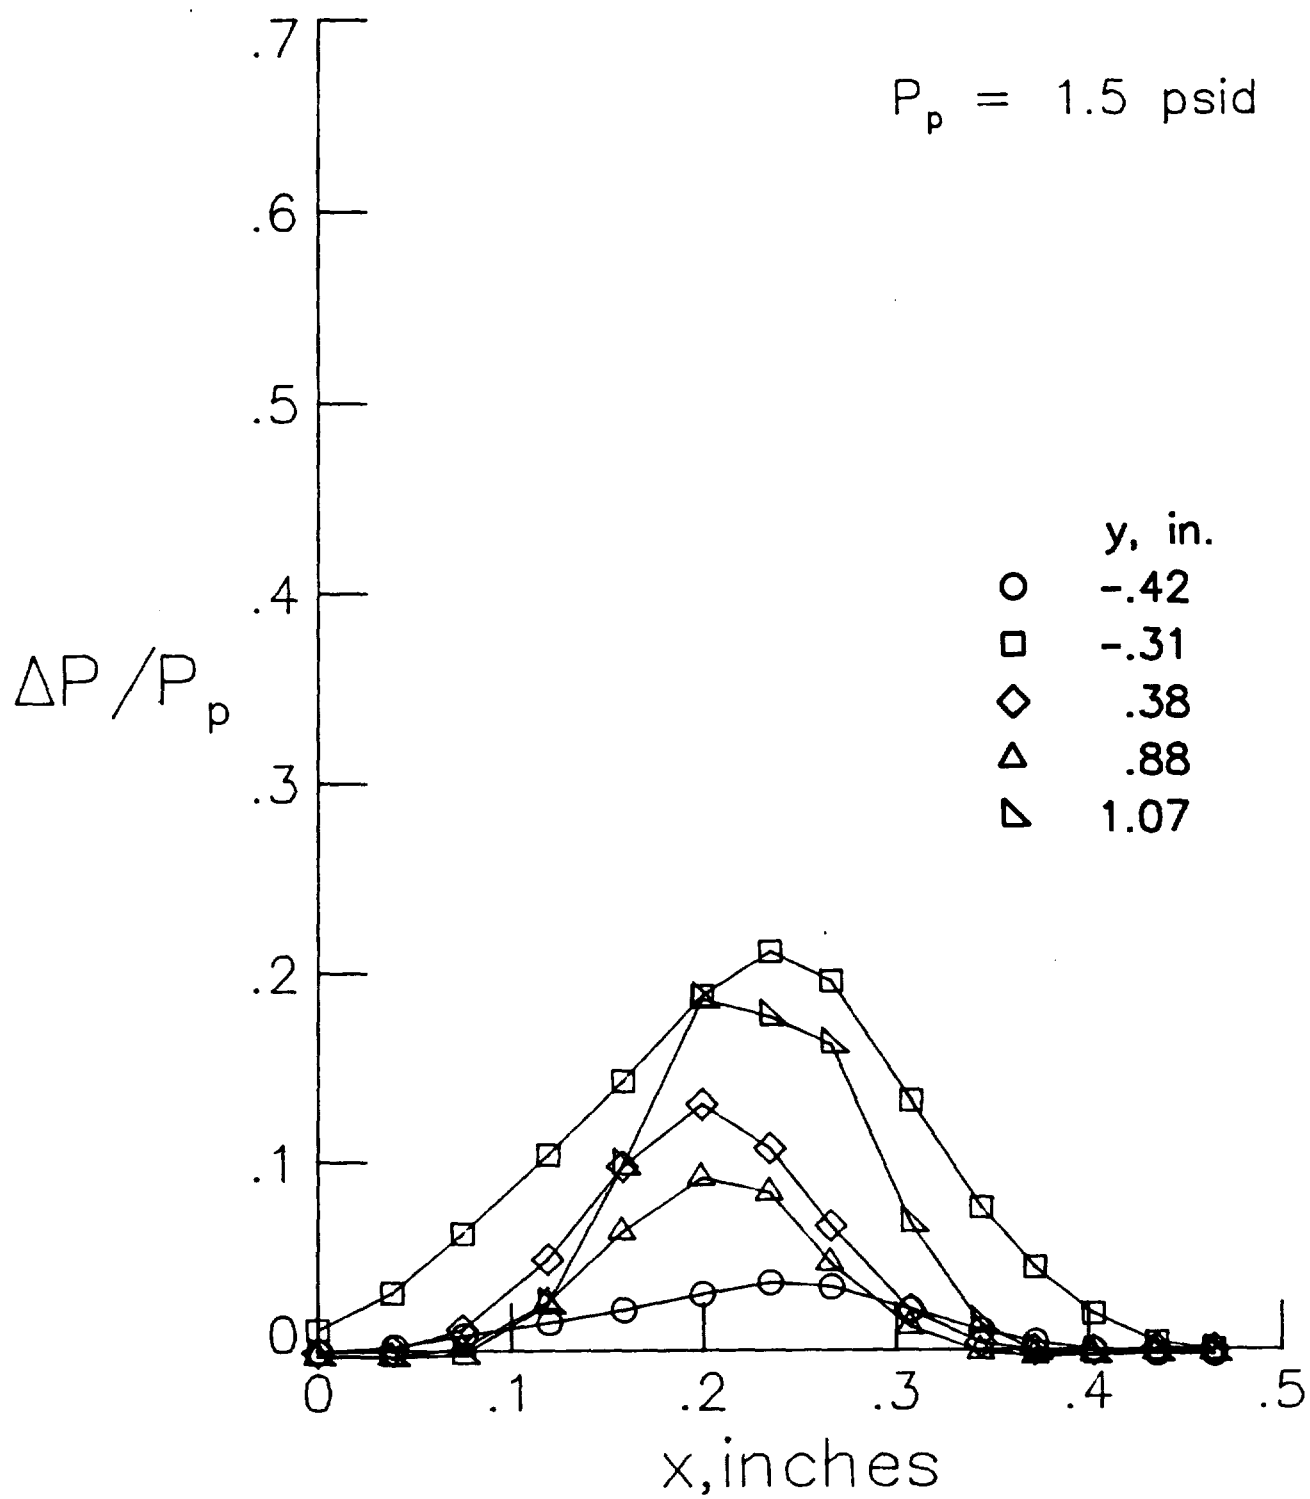 .7
P_p = 1.5 psid
.6
.5
y, in.
-.42
.4
-.31
ΔP/P_p
.38
.88
.3
1.07
.2
.1
0
0 .1 .2 .3 .4 .5
x, inches